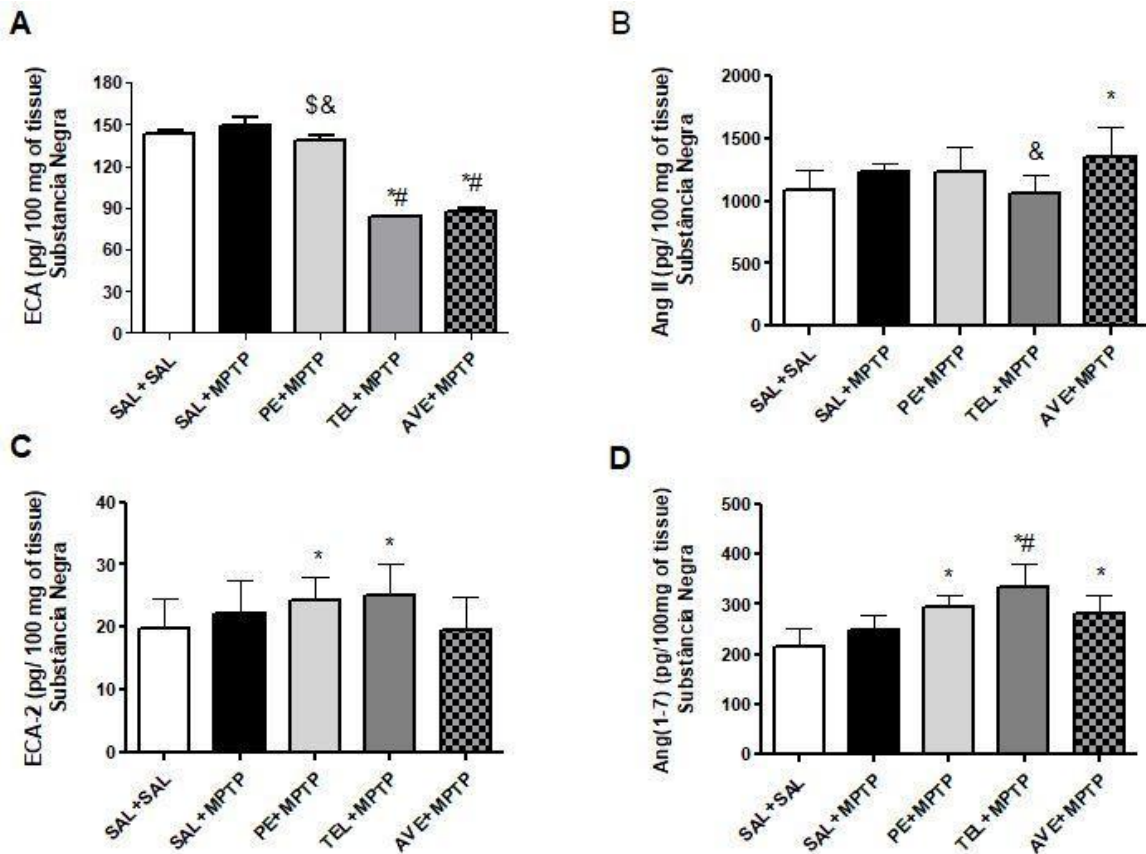 A
ECA (pg/ 100 mg of tissue)
Substancia Negra
180
150
120
90
60
30
0
$&
*#
*#
SAL+SAL
SAL+MPTP
PE+MPTP
TEL+MPTP
AVE+MPTP
B
Ang II (pg/ 100 mg of tissue)
Substância Negra
2000
1500
1000
500
0
&
*
SAL+SAL
SAL+MPTP
PE+MPTP
TEL+MPTP
AVE+MPTP
C
ECA-2 (pg/ 100 mg of tissue)
Substância Negra
40
30
20
10
0
*
*
SAL+SAL
SAL+MPTP
PE+MPTP
TEL+MPTP
AVE+MPTP
D
Ang(1-7) (pg/100mg of tissue)
Substância Negra
500
400
300
200
100
0
*
*#
*
SAL+SAL
SAL+MPTP
PE+MPTP
TEL+MPTP
AVE+MPTP